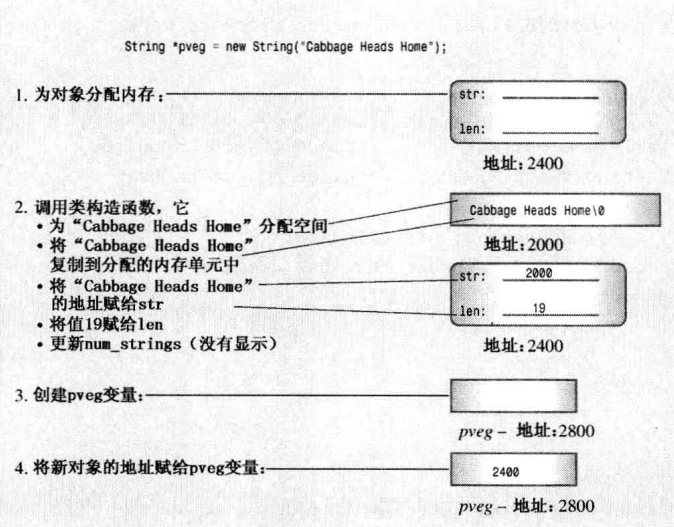 String *pveg = new String("Cabbage Heads Home");
1. 为对象分配内存：
str:
len:
地址：2400
2. 调用类构造函数，它
• 为“Cabbage Heads Home”分配空间
• 将“Cabbage Heads Home”
复制到分配的内存单元中
• 将“Cabbage Heads Home”
的地址赋给str
• 将值19赋给len
• 更新num_strings（没有显示）
Cabbage Heads Home\0
地址：2000
str: 2000
len: 19
地址：2400
3. 创建pveg变量：
pveg – 地址：2800
4. 将新对象的地址赋给pveg变量：
2400
pveg – 地址：2800